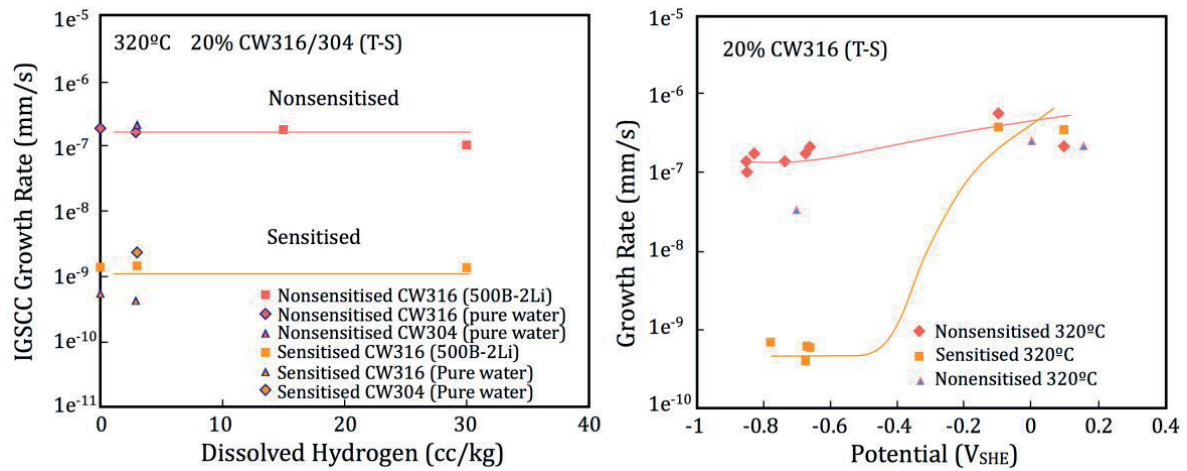 1e⁻⁵
1e⁻⁶
1e⁻⁷
1e⁻⁸
1e⁻⁹
1e⁻¹⁰
1e⁻¹¹
IGSCC Growth Rate (mm/s)
320ºC 20% CW316/304 (T-S)
Nonsensitised
Sensitised
Nonsensitised CW316 (500B-2Li)
Nonsensitised CW316 (pure water)
Nonsensitised CW304 (pure water)
Sensitised CW316 (500B-2Li)
Sensitised CW316 (Pure water)
Sensitised CW304 (Pure water)
0 10 20 30 40
Dissolved Hydrogen (cc/kg)
1e⁻⁵
1e⁻⁶
1e⁻⁷
1e⁻⁸
1e⁻⁹
1e⁻¹⁰
Growth Rate (mm/s)
20% CW316 (T-S)
Nonsensitised 320ºC
Sensitised 320ºC
Nonensitised 320ºC
-1 -0.8 -0.6 -0.4 -0.2 0 0.2 0.4
Potential (VSHE)